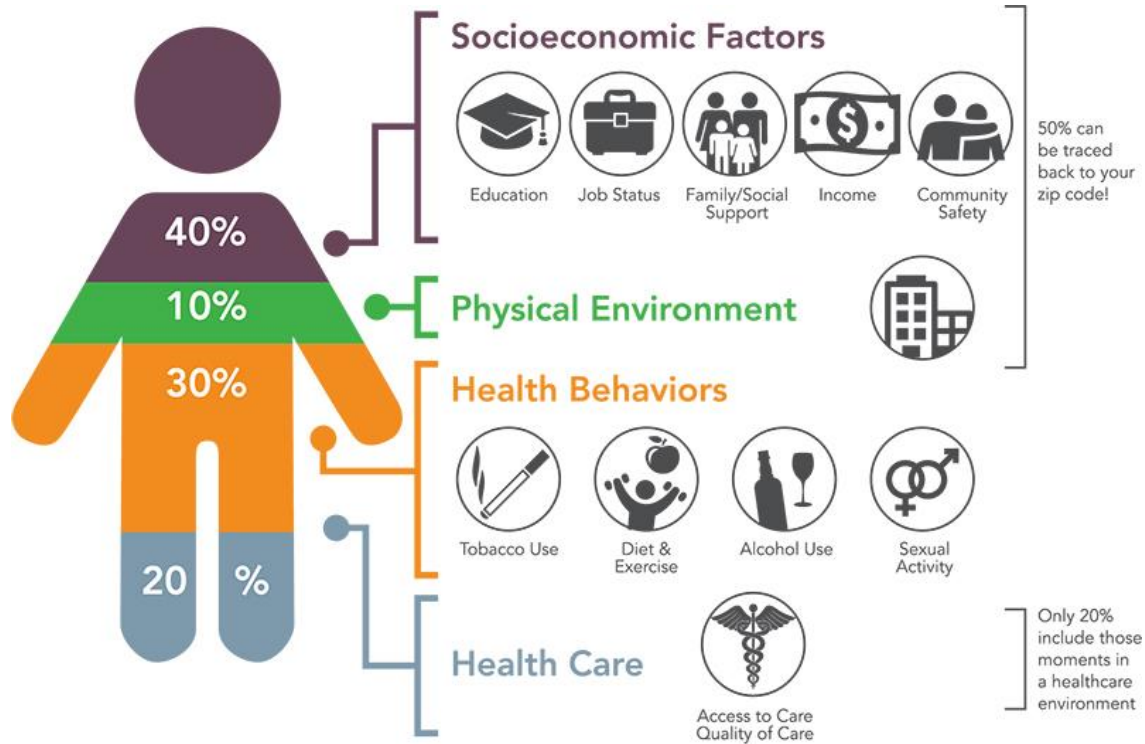 Socioeconomic Factors
Education
Job Status
Family/Social
Support
Income
Community
Safety
50% can
be traced
back to your
zip code!
40%
10%
Physical Environment
30%
Health Behaviors
Tobacco Use
Diet &
Exercise
Alcohol Use
Sexual
Activity
20 %
Health Care
Access to Care
Quality of Care
Only 20%
include those
moments in
a healthcare
environment